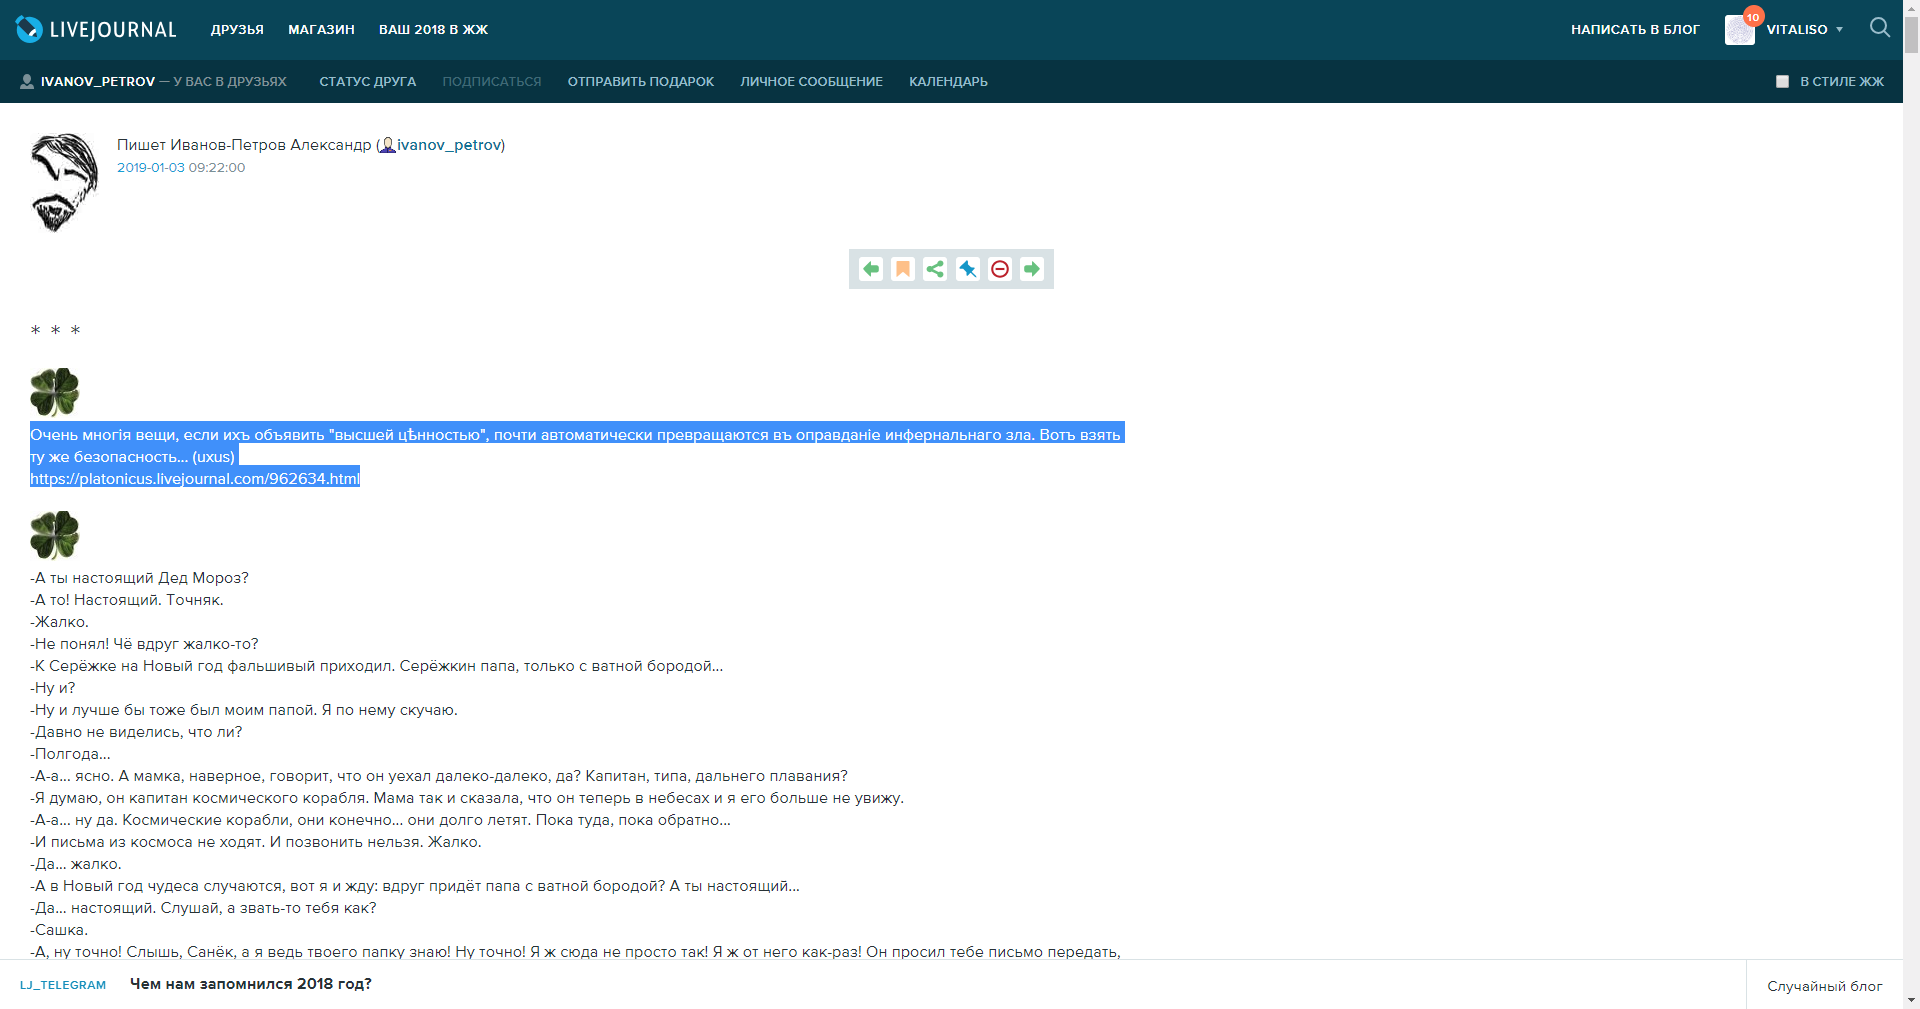 LIVEJOURNAL ДРУЗЬЯ МАГАЗИН ВАШ 2018 В ЖЖ НАПИСАТЬ В БЛОГ 10 VITALISO
IVANOV_PETROV — У ВАС В ДРУЗЬЯХ СТАТУС ДРУГА ПОДПИСАТЬСЯ ОТПРАВИТЬ ПОДАРОК ЛИЧНОЕ СООБЩЕНИЕ КАЛЕНДАРЬ В СТИЛЕ ЖЖ
Пишет Иванов-Петров Александр (ivanov_petrov)
2019-01-03 09:22:00
* * *
Очень многія вещи, если ихъ объявить "высшей цѣнностью", почти автоматически превращаются въ оправданіе инфернальнаго зла. Вотъ взять
ту же безопасность... (uxus)
https://platonicus.livejournal.com/962634.html
-А ты настоящий Дед Мороз?
-А то! Настоящий. Точняк.
-Жалко.
-Не понял! Чё вдруг жалко-то?
-К Серёжке на Новый год фальшивый приходил. Серёжкин папа, только с ватной бородой...
-Ну и?
-Ну и лучше бы тоже был моим папой. Я по нему скучаю.
-Давно не виделись, что ли?
-Полгода...
-А-а... ясно. А мамка, наверное, говорит, что он уехал далеко-далеко, да? Капитан, типа, дальнего плавания?
-Я думаю, он капитан космического корабля. Мама так и сказала, что он теперь в небесах и я его больше не увижу.
-А-а... ну да. Космические корабли, они конечно... они долго летят. Пока туда, пока обратно...
-И письма из космоса не ходят. И позвонить нельзя. Жалко.
-Да... жалко.
-А в Новый год чудеса случаются, вот я и жду: вдруг придёт папа с ватной бородой? А ты настоящий...
-Да... настоящий. Слушай, а звать-то тебя как?
-Сашка.
-А, ну точно! Слышь, Санёк, а я ведь твоего папку знаю! Ну точно! Я ж сюда не просто так! Я ж от него как-раз! Он просил тебе письмо передать,
LJ_TELEGRAM Чем нам запомнился 2018 год? Случайный блог